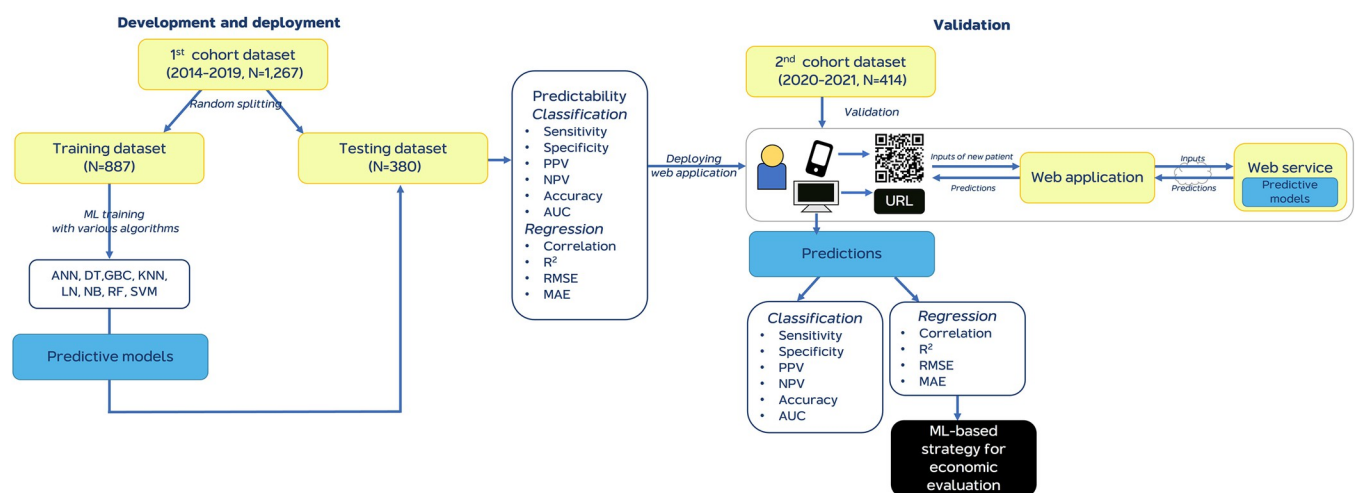 Development and deployment
1st cohort dataset
(2014-2019, N=1,267)
Random splitting
Training dataset
(N=887)
Testing dataset
(N=380)
ML training
with various algorithms
ANN, DT,GBC, KNN,
LN, NB, RF, SVM
Predictive models
Predictability
Classification
• Sensitivity
• Specificity
• PPV
• NPV
• Accuracy
• AUC
Regression
• Correlation
• R²
• RMSE
• MAE
Deploying
web application
Validation
2nd cohort dataset
(2020-2021, N=414)
Validation
URL
Inputs of new patient
Predictions
Web application
Inputs
Predictions
Web service
Predictive
models
Predictions
Classification
• Sensitivity
• Specificity
• PPV
• NPV
• Accuracy
• AUC
Regression
• Correlation
• R²
• RMSE
• MAE
ML-based
strategy for
economic
evaluation